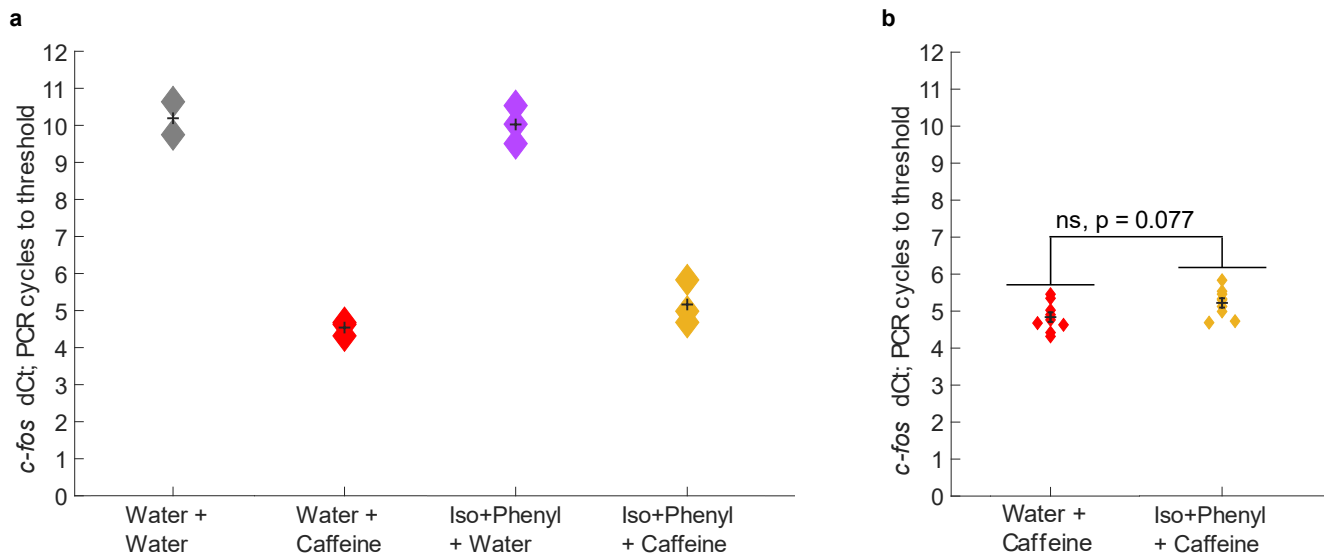 a
c-fos dCt; PCR cycles to threshold
12
11
10
9
8
7
6
5
4
3
2
1
0
Water +
Water
Water +
Caffeine
Iso+Phenyl
+ Water
Iso+Phenyl
+ Caffeine
b
c-fos dCt; PCR cycles to threshold
12
11
10
9
8
7
6
5
4
3
2
1
0
ns, p = 0.077
Water +
Caffeine
Iso+Phenyl
+ Caffeine